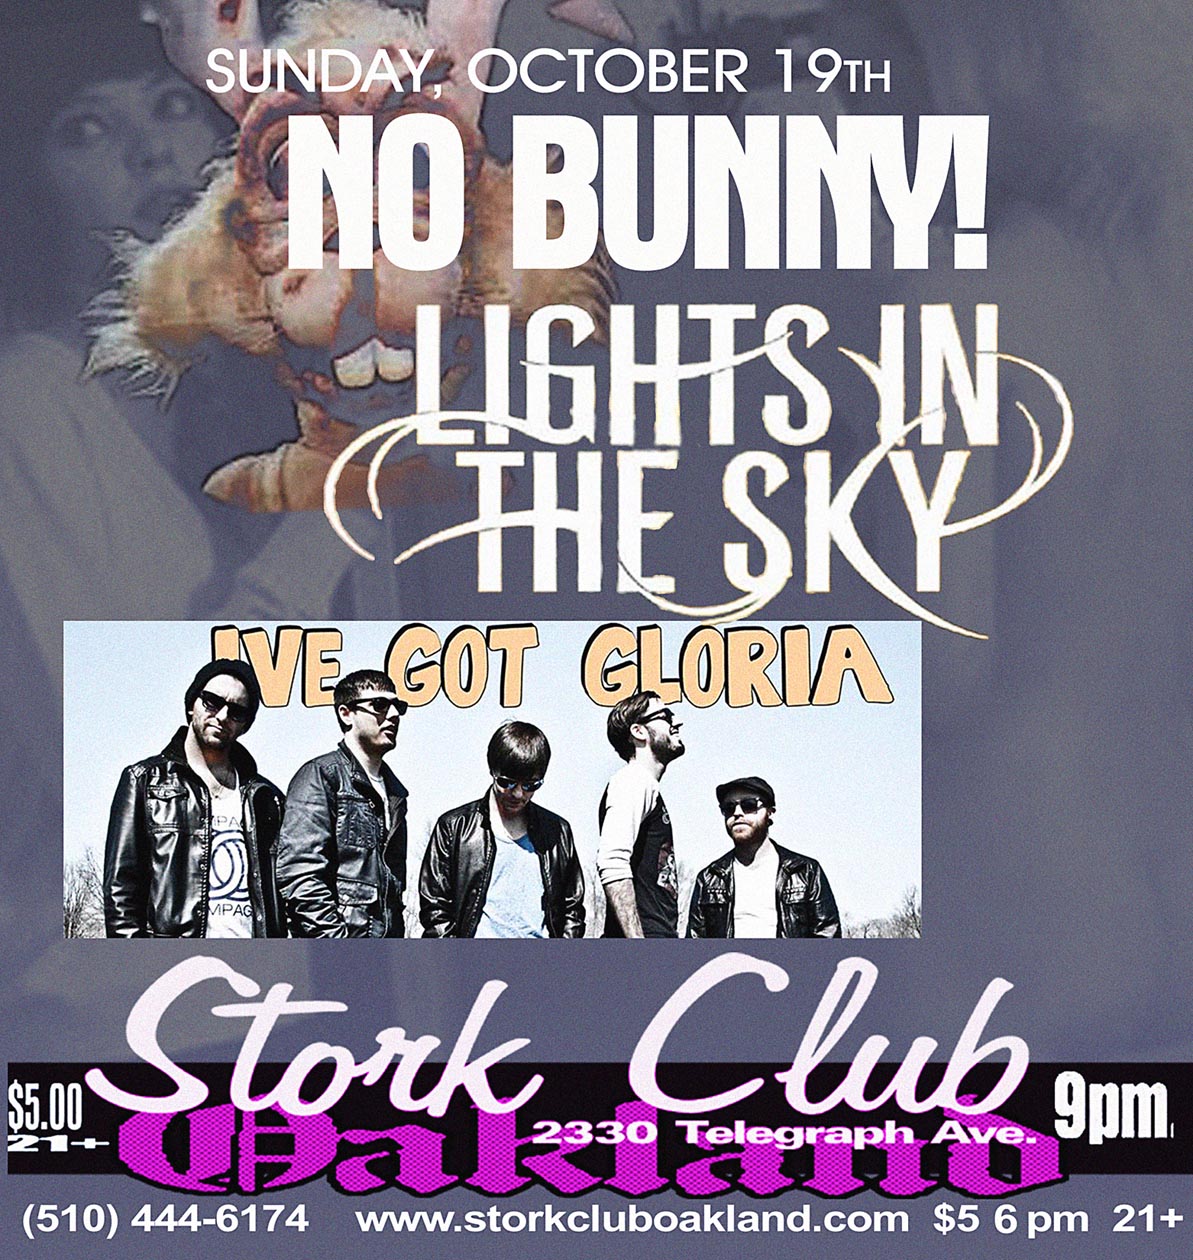 SUNDAY, OCTOBER 19TH
NO BUNNY!
LIGHTS IN
THE SKY
IVE GOT GLORIA
Stork Club
$5.00
21+
9pm
Oakland
2330 Telegraph Ave.
(510) 444-6174 www.storkcluboakland.com $5 6 pm 21+